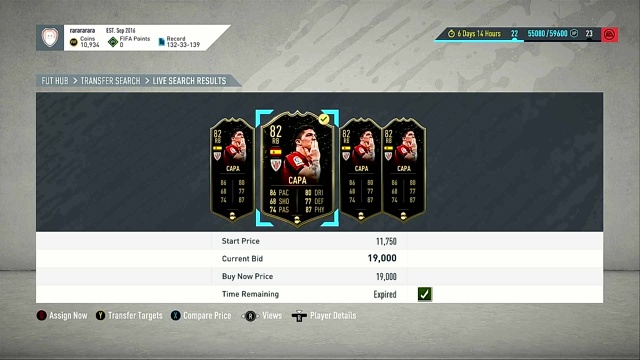 rararara EST. Sep 2016
Coins 10,934 FIFA Points 0 Record 132-33-139
6 Days 14 Hours 22 55080/59600 SP 23 EA
FUT HUB > TRANSFER SEARCH > LIVE SEARCH RESULTS
82 RB CAPA 86 80 68 77 74 87
82 RB CAPA
86 PAC 80 DRI
68 SHO 77 DEF
74 PAS 87 PHY
82 RB CAPA 86 80 68 77 74 87
82 RB CAPA 86 80 68 77 74 87
Start Price 11,750
Current Bid 19,000
Buy Now Price 19,000
Time Remaining Expired
Assign Now Y Transfer Targets X Compare Price R Views R Player Details